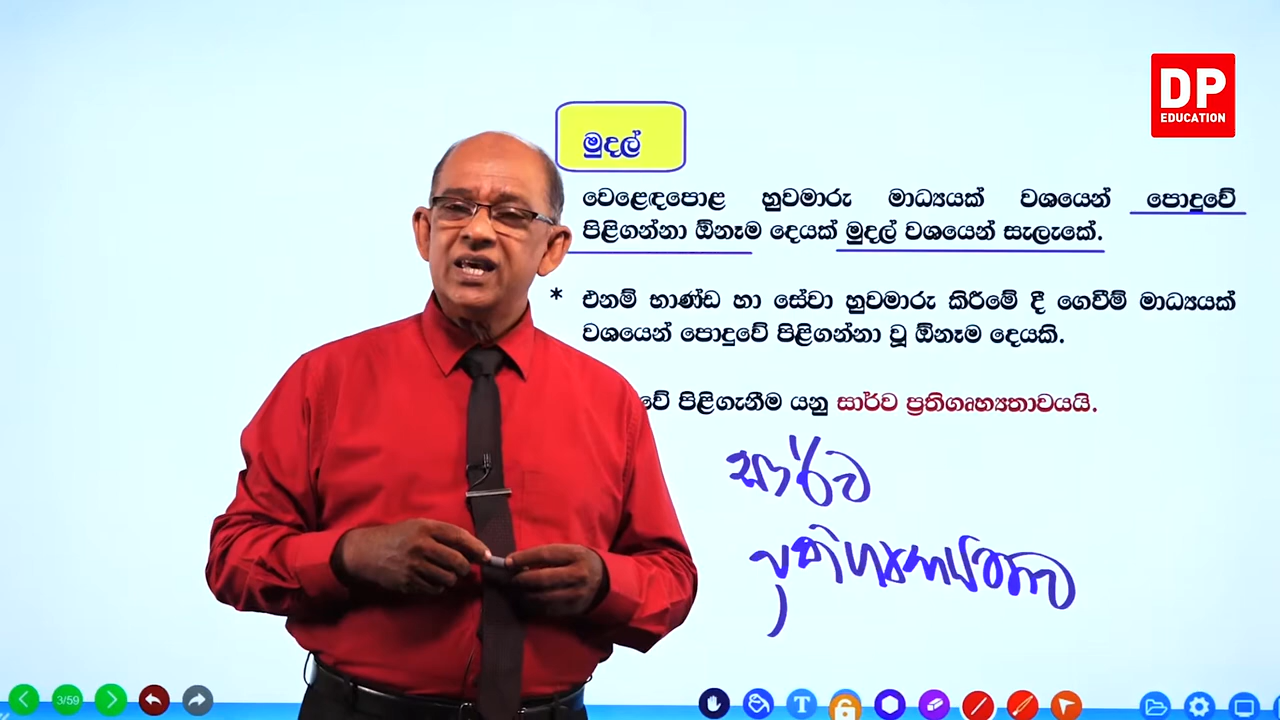 DP
EDUCATION
මුදල්
වෙළෙඳපොළ හුවමාරු මාධ්‍යයක් වශයෙන් පොදුවේ
පිළිගන්නා ඕනෑම දෙයක් මුදල් වශයෙන් සැලැකේ.
* එනම් භාණ්ඩ හා සේවා හුවමාරු කිරීමේ දී ගෙවීම් මාධ්‍යයක්
වශයෙන් පොදුවේ පිළිගන්නා වූ ඕනෑම දෙයකි.
වේ පිළිගැනීම යනු සාර්ව ප්‍රතිගෘහ්‍යතාවයයි.
සාර්ව
3/59